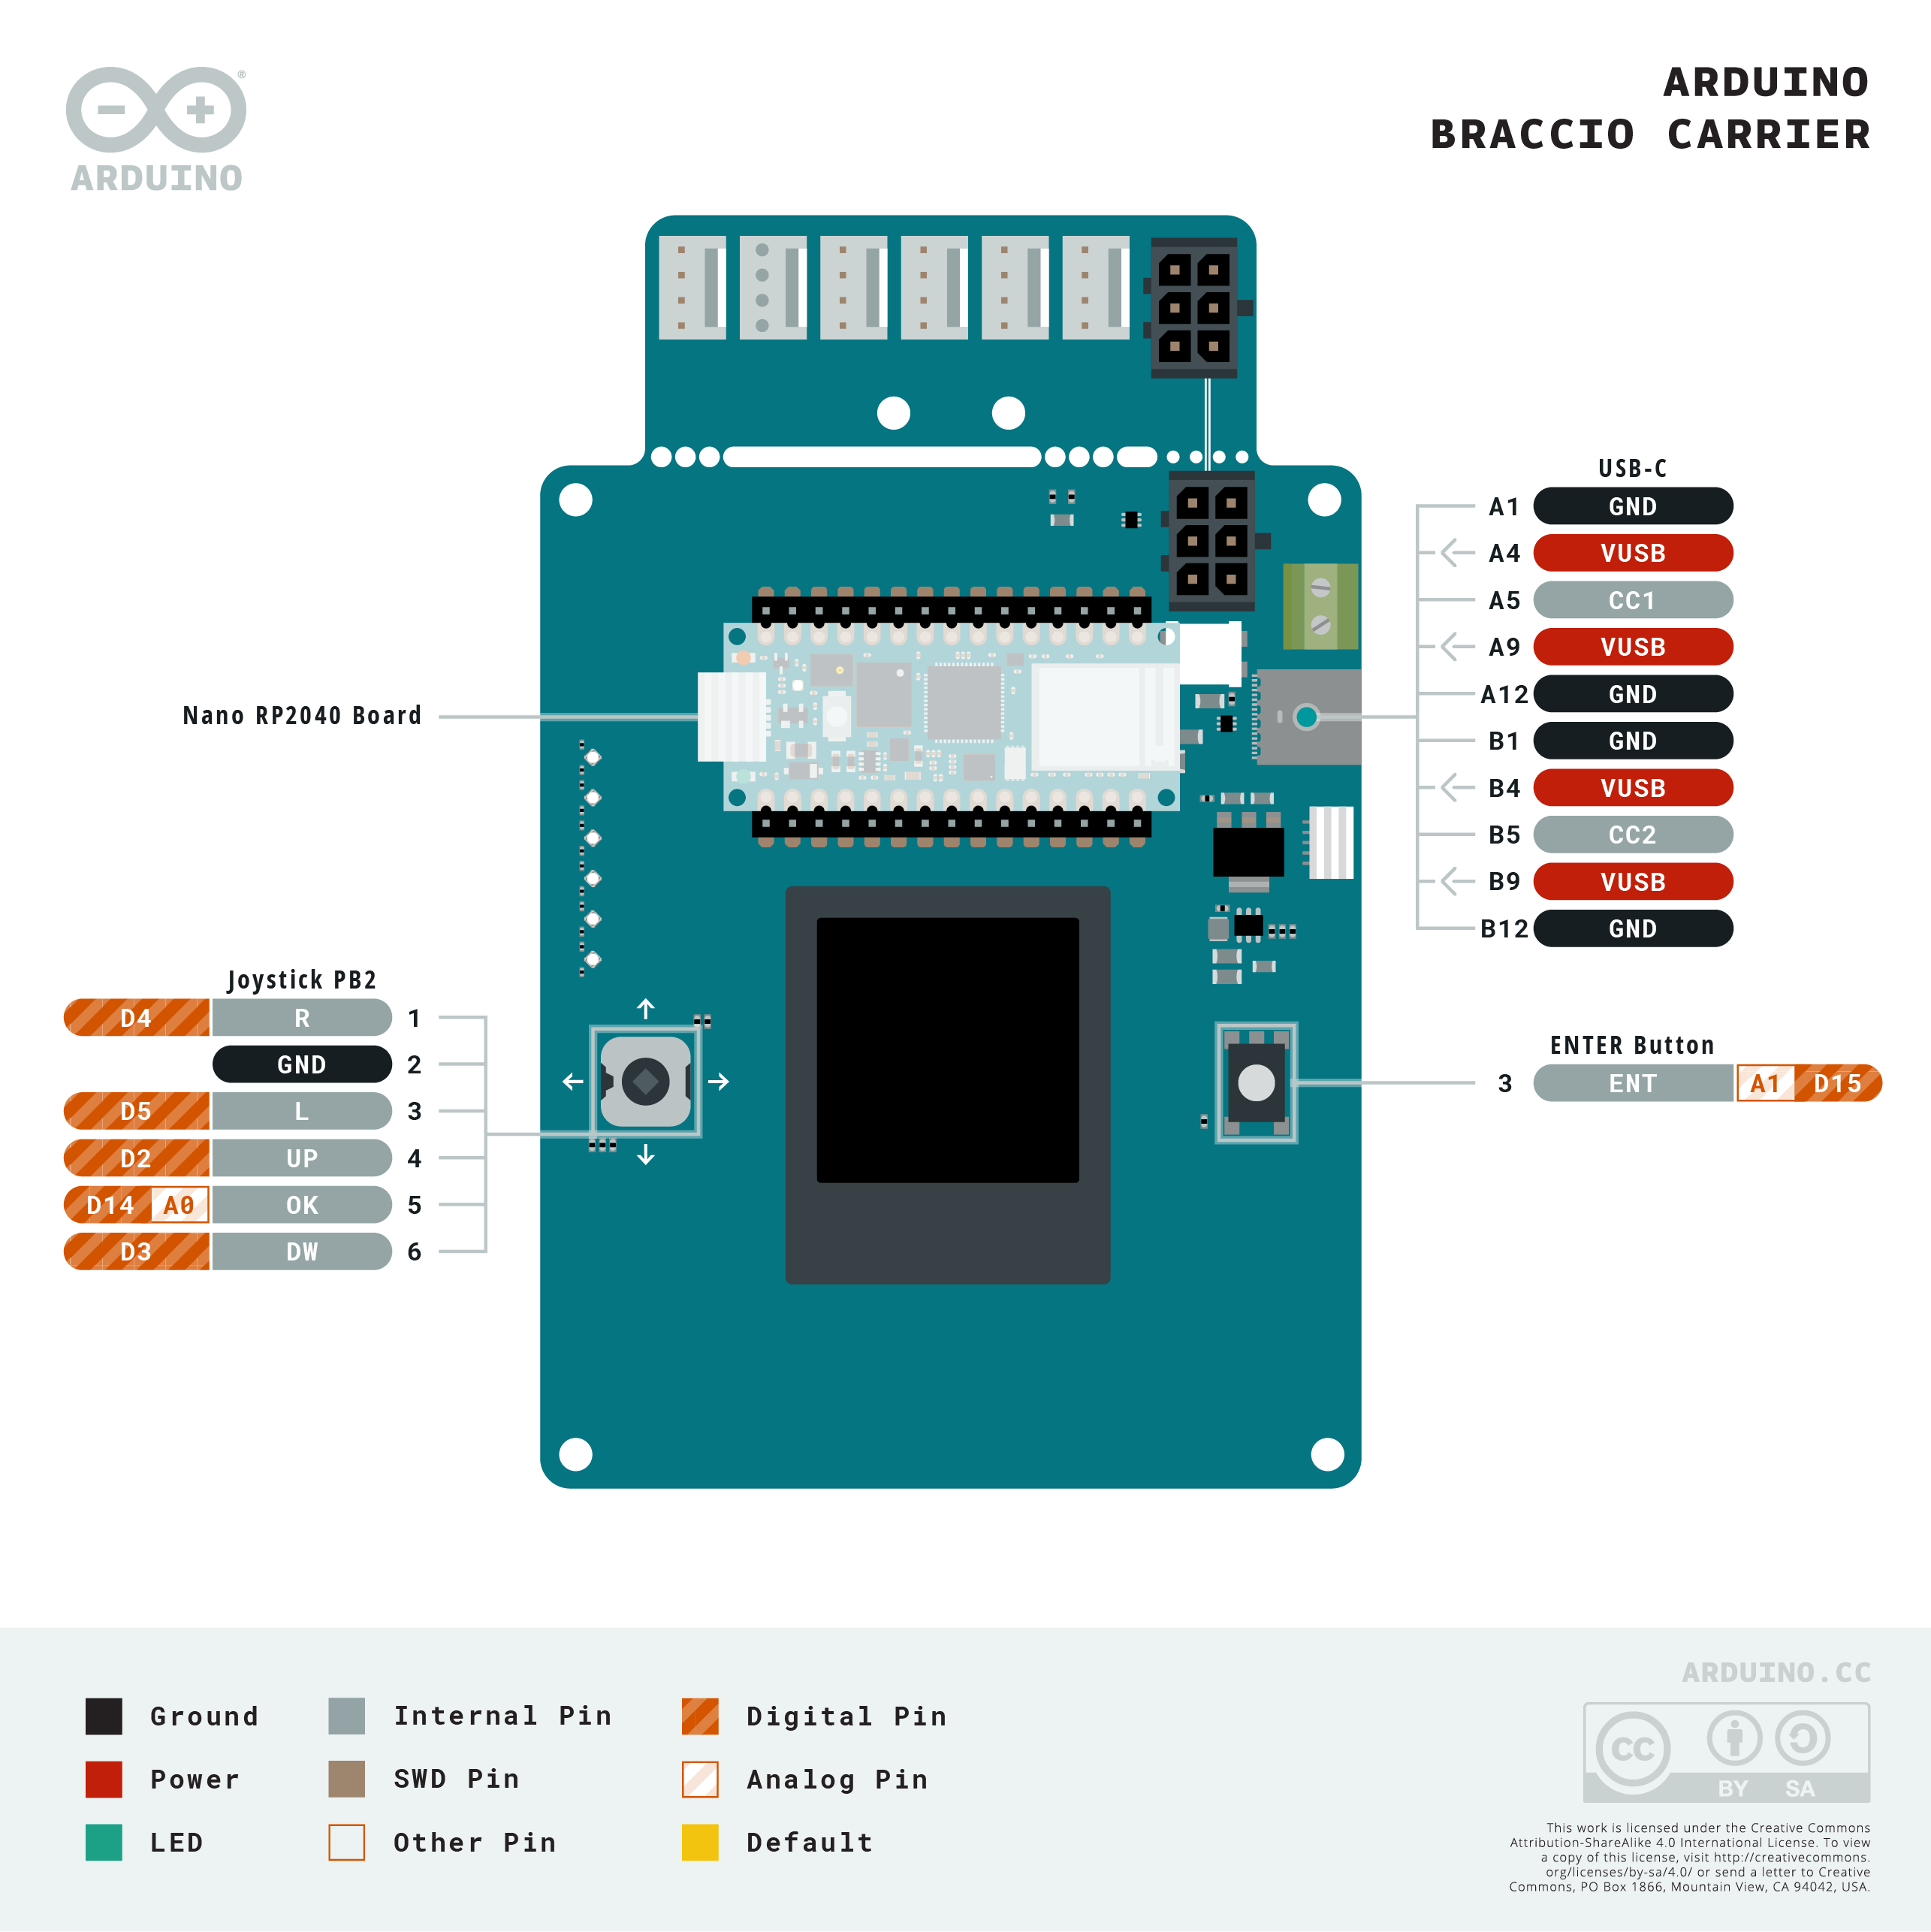 ARDUINO
ARDUINO
BRACCIO CARRIER
USB-C
A1 GND
A4 VUSB
A5 CC1
A9 VUSB
A12 GND
B1 GND
B4 VUSB
B5 CC2
B9 VUSB
B12 GND
Nano RP2040 Board
Joystick PB2
D4 R 1
GND 2
D5 L 3
D2 UP 4
D14 A0 OK 5
D3 DW 6
ENTER Button
3 ENT A1 D15
Ground
Internal Pin
Digital Pin
Power
SWD Pin
Analog Pin
LED
Other Pin
Default
ARDUINO.CC
CC
BY SA
This work is licensed under the Creative Commons
Attribution-ShareAlike 4.0 International License. To view
a copy of this license, visit http://creativecommons.
org/licenses/by-sa/4.0/ or send a letter to Creative
Commons, PO Box 1866, Mountain View, CA 94042, USA.